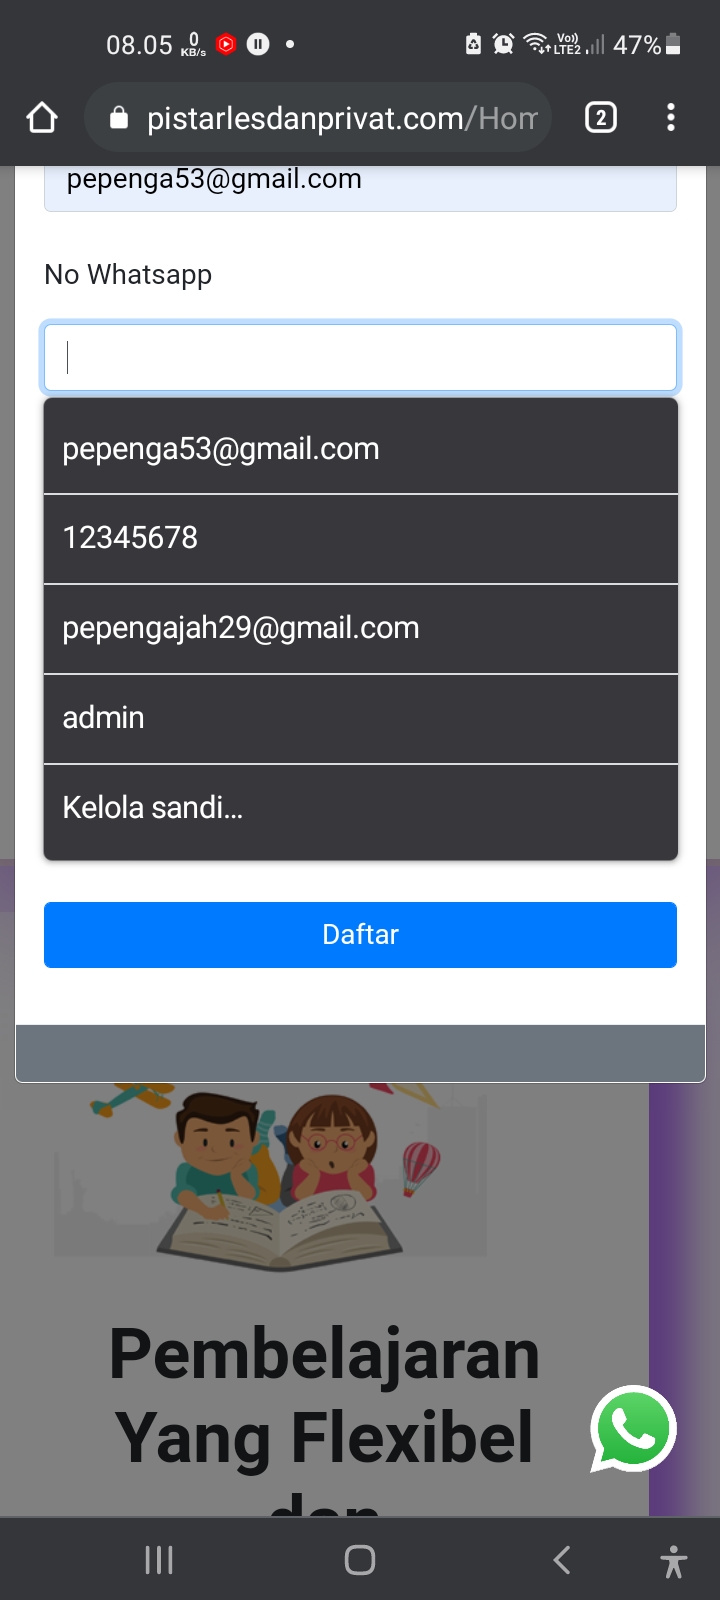 08.05 0 KB/s Vo)) LTE2 47%
pistarlesdanprivat.com/Hom 2
pepenga53@gmail.com
No Whatsapp
pepenga53@gmail.com
12345678
pepengajah29@gmail.com
admin
Kelola sandi...
Daftar
Pembelajaran
Yang Flexibel
dan